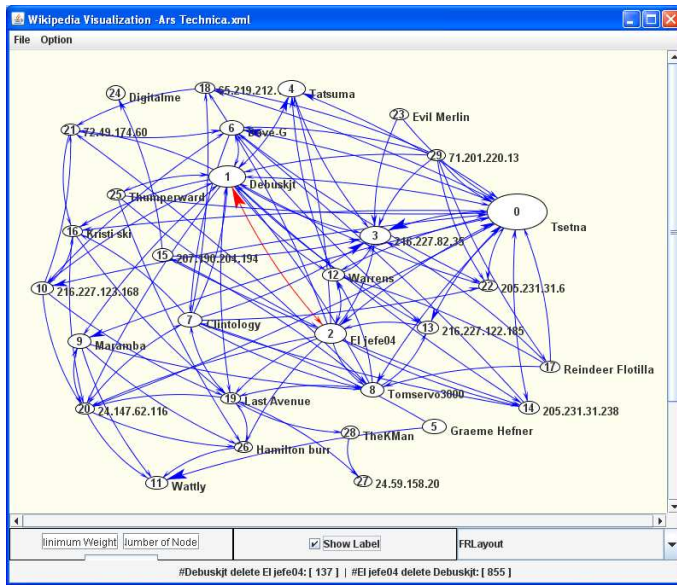 Wikipedia Visualization -Ars Technica.xml
File Option
24 Digitalme
18 65.219.212.
4 Tatsuma
23 Evil Merlin
21 72.49.174.60
6 Dove-G
29 71.201.220.13
1 Debuskjt
25 Thumperward
0 Tsetna
16 Kristi ski
3 216.227.82.35
15 207.190.204.194
12 Warrens
22 205.231.31.6
10 216.227.123.168
7 Clintology
2 El jefe04
13 216.227.122.185
9 Maramba
17 Reindeer Flotilla
8 Tomservo3000
20 24.147.62.116
19 Last Avenue
14 205.231.31.238
5 Graeme Hefner
28 TheKMan
26 Hamilton burr
11 Wattly
27 24.59.158.20
inimum Weight umber of Node
Show Label
FRLayout
#Debuskjt delete El jefe04: [ 137 ] | #El jefe04 delete Debuskjt: [ 855 ]